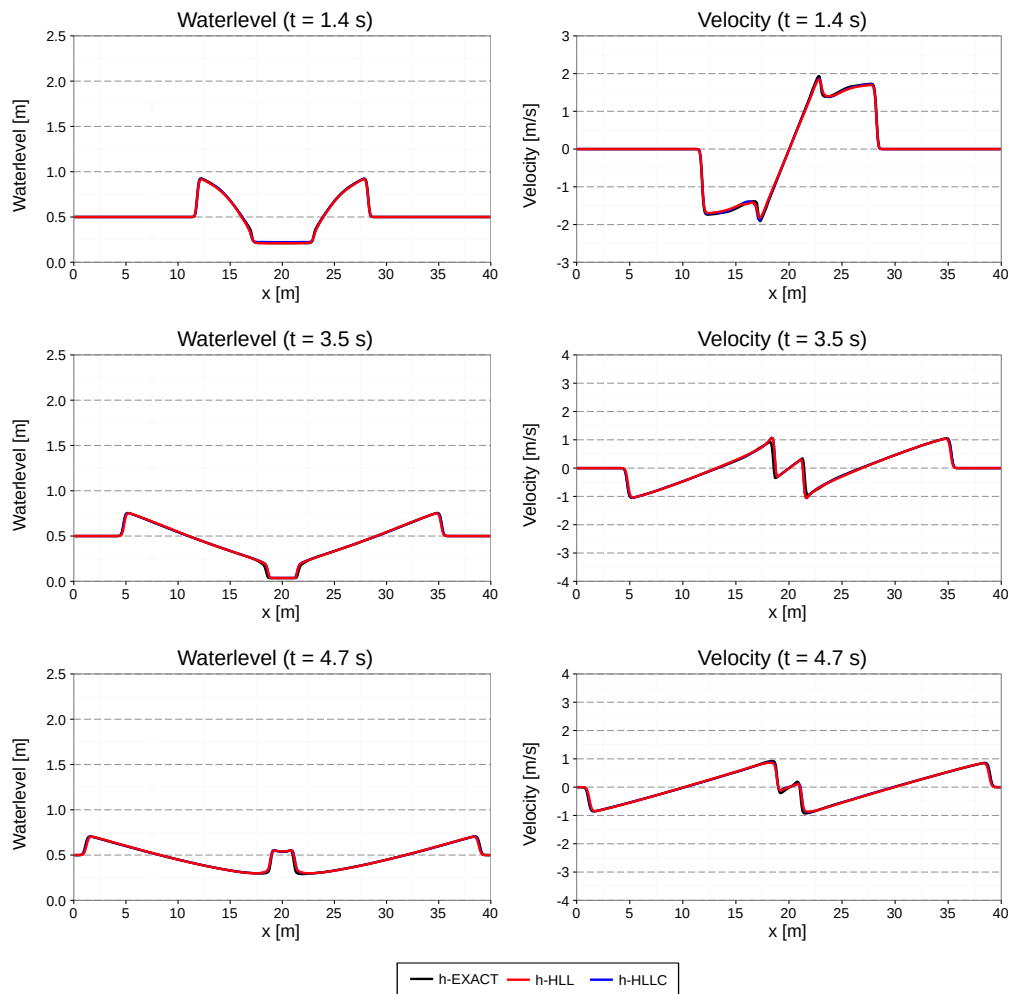 Waterlevel (t = 1.4 s)
2.5
2.0
1.5
1.0
0.5
0.0
Waterlevel [m]
0 5 10 15 20 25 30 35 40
x [m]
Velocity (t = 1.4 s)
3
2
1
0
-1
-2
-3
Velocity [m/s]
0 5 10 15 20 25 30 35 40
x [m]
Waterlevel (t = 3.5 s)
2.5
2.0
1.5
1.0
0.5
0.0
Waterlevel [m]
0 5 10 15 20 25 30 35 40
x [m]
Velocity (t = 3.5 s)
4
3
2
1
0
-1
-2
-3
-4
Velocity [m/s]
0 5 10 15 20 25 30 35 40
x [m]
Waterlevel (t = 4.7 s)
2.5
2.0
1.5
1.0
0.5
0.0
Waterlevel [m]
0 5 10 15 20 25 30 35 40
x [m]
Velocity (t = 4.7 s)
4
3
2
1
0
-1
-2
-3
-4
Velocity [m/s]
0 5 10 15 20 25 30 35 40
x [m]
h-EXACT h-HLL h-HLLC